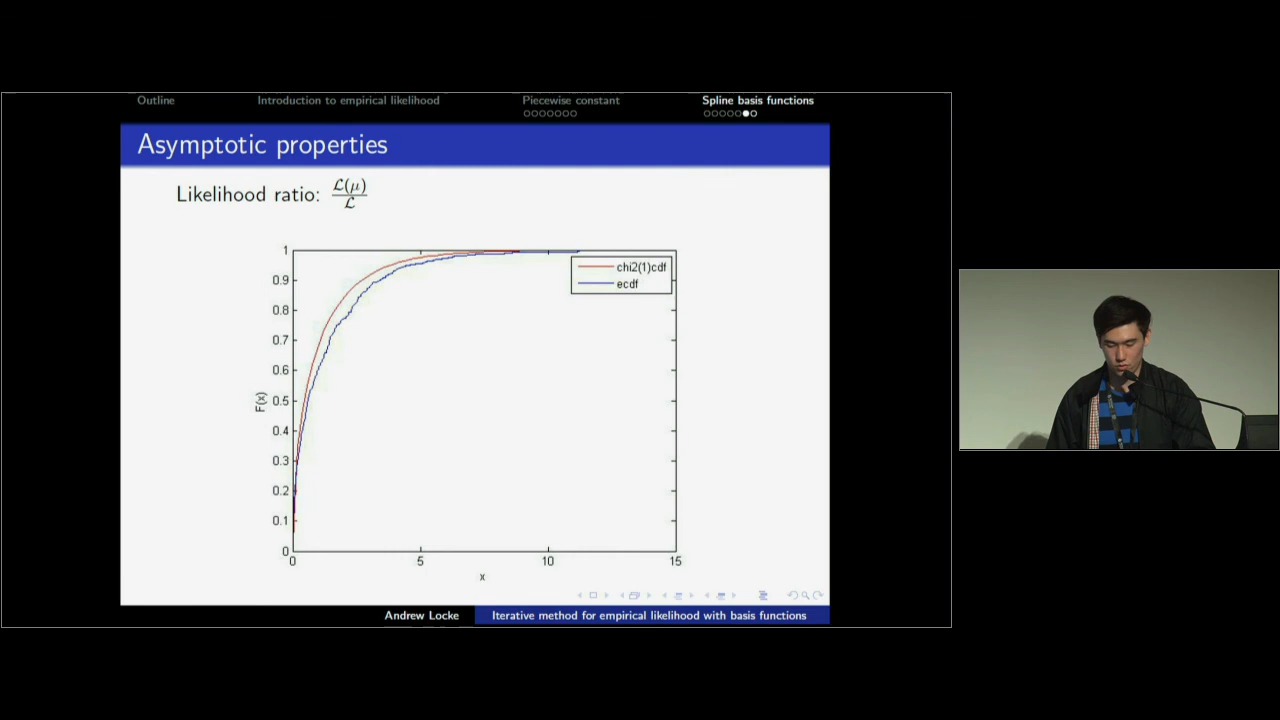 Outline Introduction to empirical likelihood Piecewise constant Spline basis functions
Asymptotic properties
Likelihood ratio: ℒ(μ)/ℒ
1
0.9
0.8
0.7
0.6
0.5
0.4
0.3
0.2
0.1
0
F(x)
chi2(1)cdf
ecdf
0 5 10 15
x
Andrew Locke Iterative method for empirical likelihood with basis functions